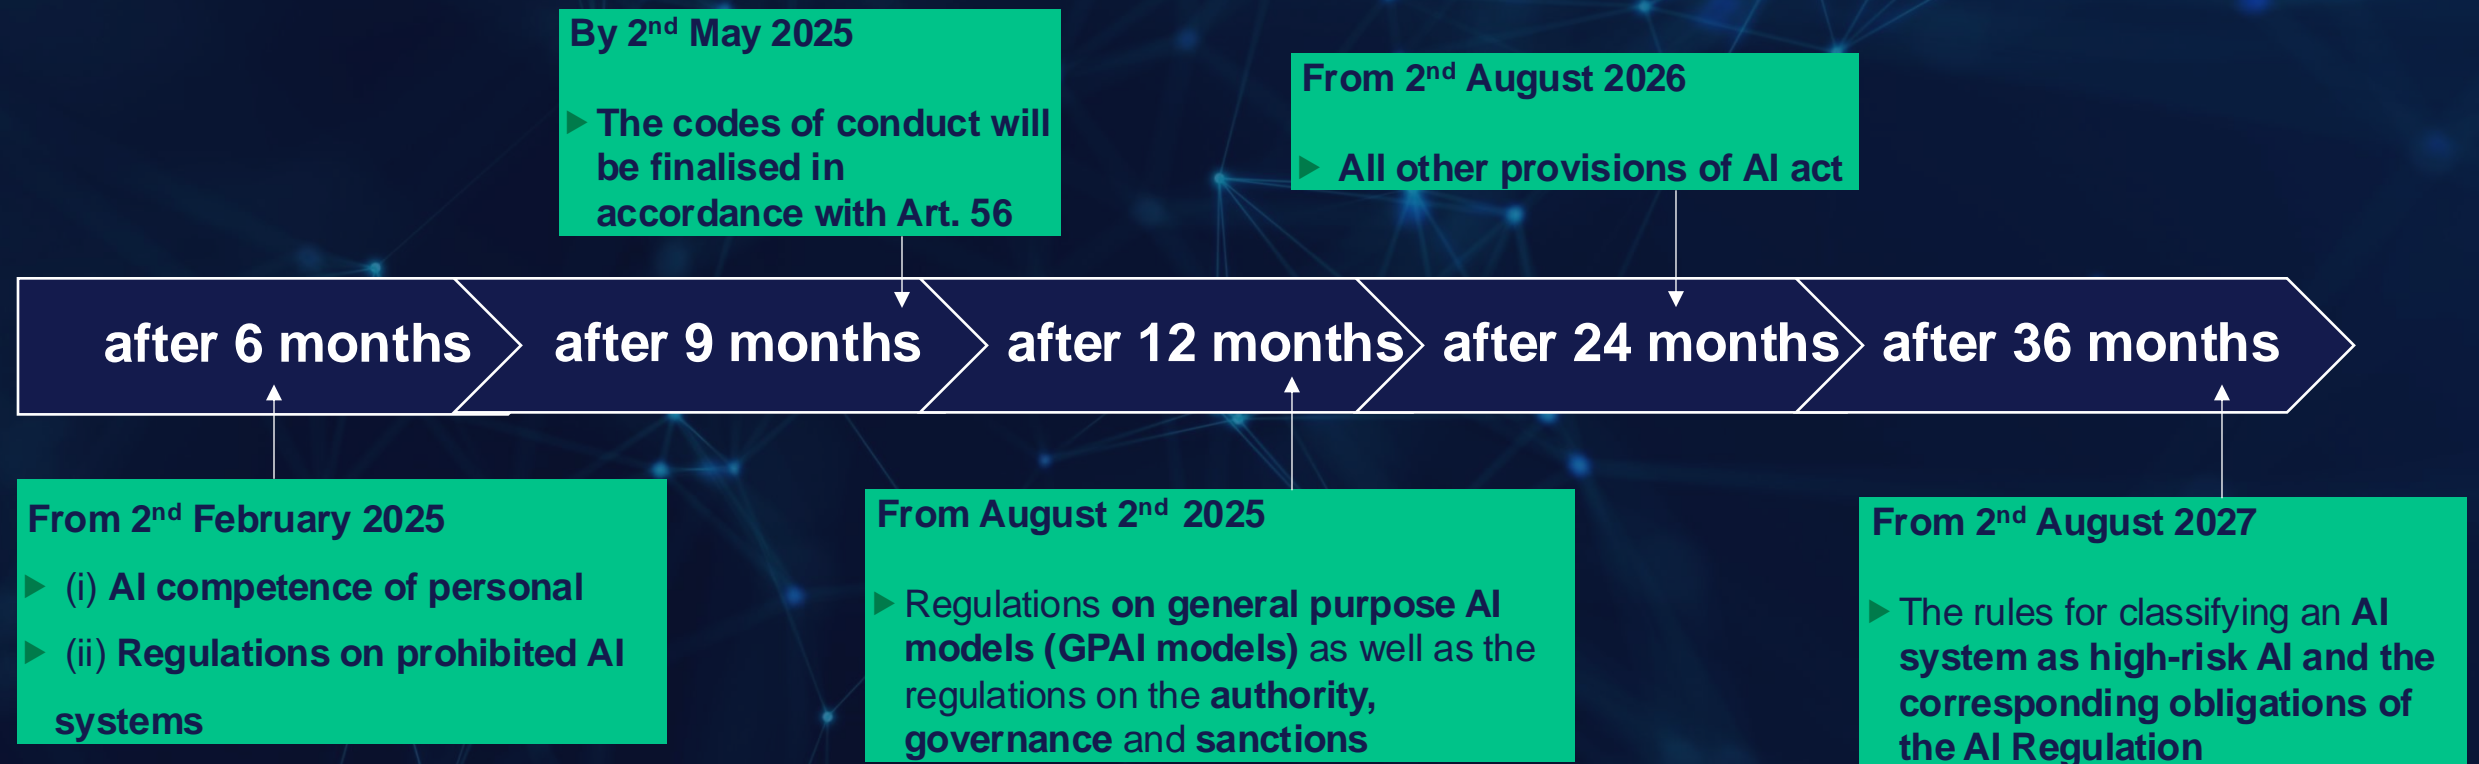 By 2nd May 2025
The codes of conduct will
be finalised in
accordance with Art. 56
From 2nd August 2026
All other provisions of AI act
after 6 months
after 9 months
after 12 months
after 24 months
after 36 months
From 2nd February 2025
(i) AI competence of personal
(ii) Regulations on prohibited AI
systems
From August 2nd 2025
Regulations on general purpose AI
models (GPAI models) as well as the
regulations on the authority,
governance and sanctions
From 2nd August 2027
The rules for classifying an AI
system as high-risk AI and the
corresponding obligations of
the AI Regulation